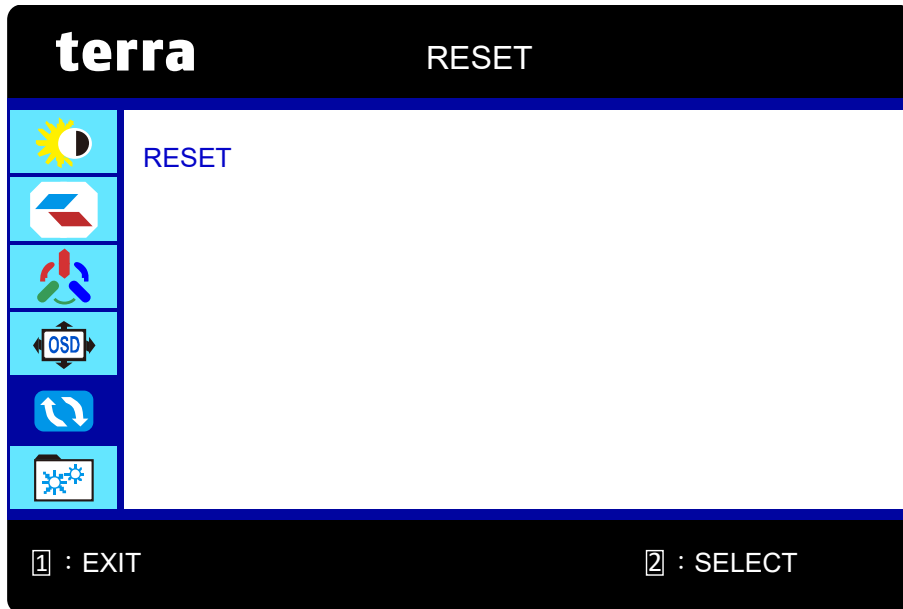 terra
RESET
RESET
OSD
1 : EXIT
2 : SELECT